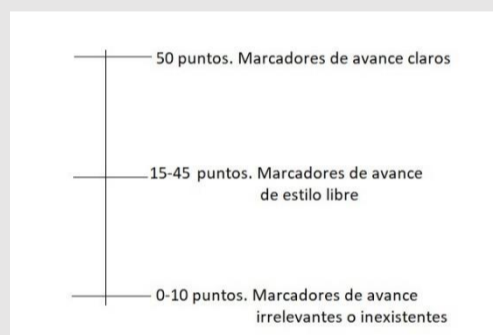 50 puntos. Marcadores de avance claros
15-45 puntos. Marcadores de avance
de estilo libre
0-10 puntos. Marcadores de avance
irrelevantes o inexistentes